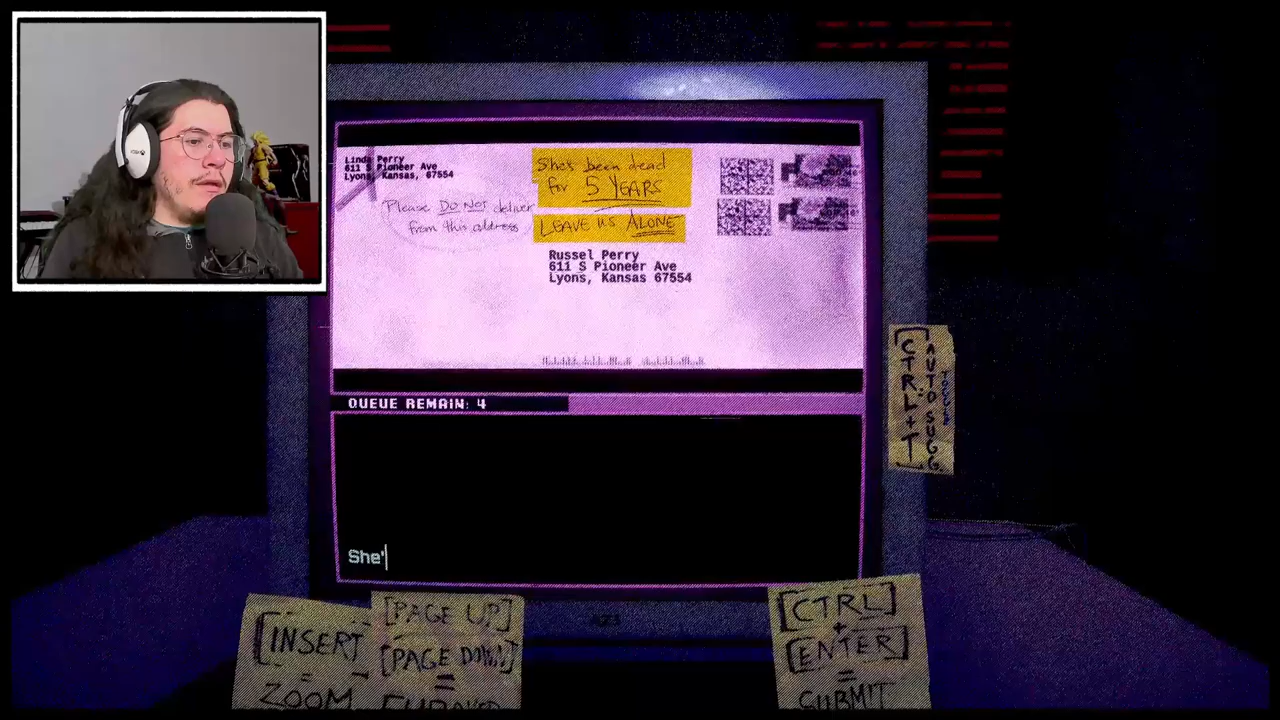 Linda Perry
611 S Pioneer Ave
Lyons, Kansas, 67554
She's been dead
for 5 YEARS
Please DO NOT deliver
from this address
LEAVE US ALONE
Russel Perry
611 S Pioneer Ave
Lyons, Kansas 67554
QUEUE REMAIN: 4
She'
[CTRL+T]
AUTO SUGG
[INSERT
=
ZOOM
[PAGE UP]
[PAGE DOWN]
=
[CTRL]
+
[ENTER]
=
SUBMIT